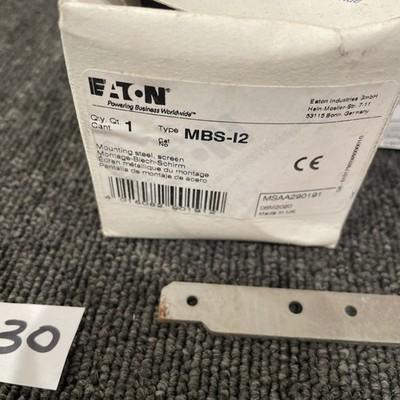 EATON
Powering Business Worldwide™
Eaton Industries GmbH
Hein-Moeller-Str. 7-11
53115 Bonn, Germany
Qty. Qt.
Cant. 1 Type MBS-I2
Cat
No
Mounting steel, screen
Montage-Blech-Schirm
Écran métallique du montage
Pantalla de montaje de acero
CE
MSAA290191
Made in UK
30